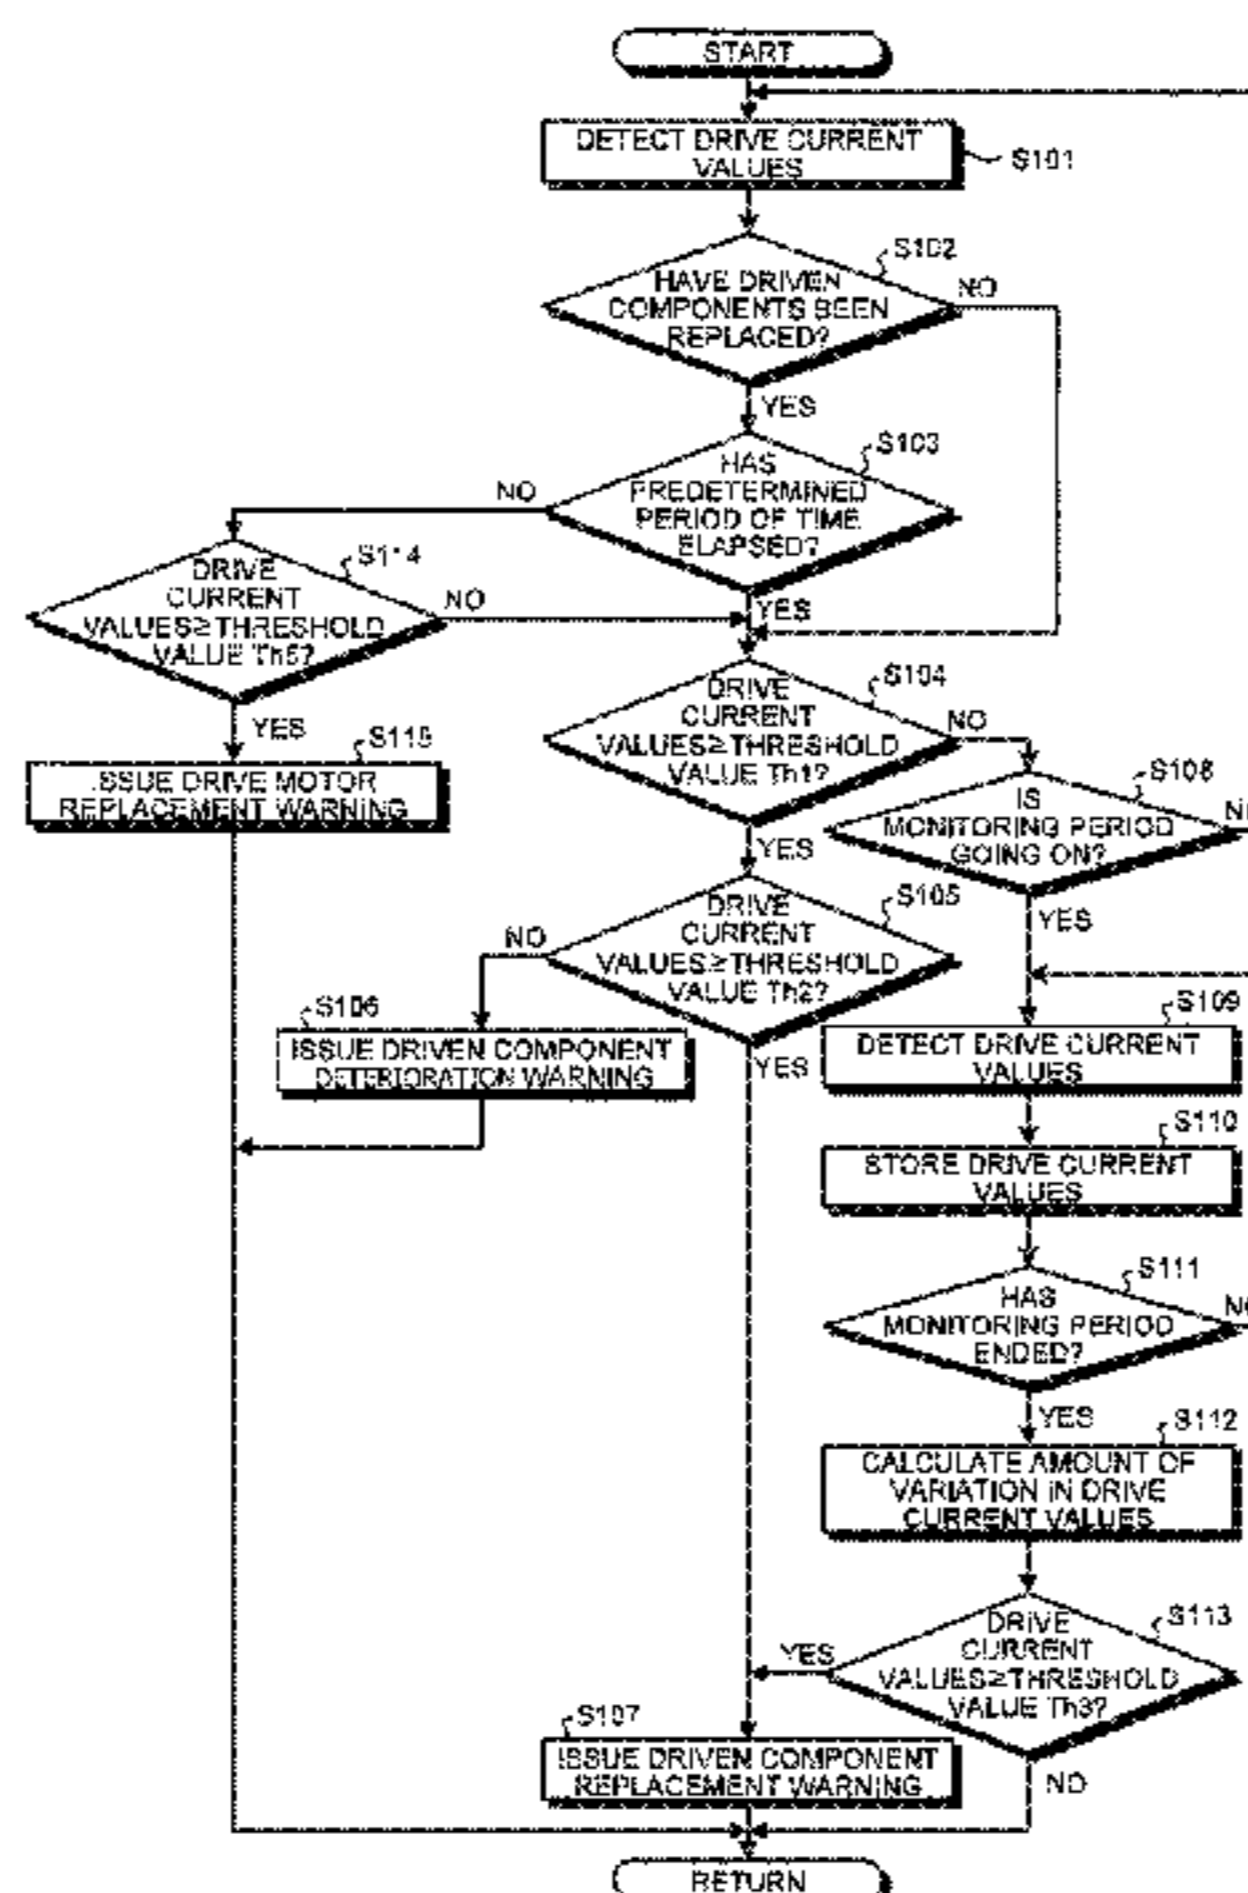 START
DETECT DRIVE CURRENT
VALUES
S101
S102
HAVE DRIVEN
COMPONENTS BEEN
REPLACED?
NO
YES
S103
HAS
PREDETERMINED
PERIOD OF TIME
ELAPSED?
NO
YES
S114
DRIVE
CURRENT
VALUES≥THRESHOLD
VALUE
NO
YES
S115
ISSUE DRIVE MOTOR
REPLACEMENT WARNING
S104
DRIVE
CURRENT
VALUES≥THRESHOLD
VALUE Th1?
NO
YES
S108
IS
MONITORING PERIOD
GOING ON?
YES
S105
DRIVE
CURRENT
VALUES≥THRESHOLD
VALUE Th2?
NO
YES
S106
ISSUE DRIVEN COMPONENT
DETERIORATION WARNING
S109
DETECT DRIVE CURRENT
VALUES
S110
STORE DRIVE CURRENT
VALUES
S111
HAS
MONITORING PERIOD
ENDED?
YES
S112
CALCULATE AMOUNT OF
VARIATION IN DRIVE
CURRENT VALUES
S113
DRIVE
CURRENT
VALUES≥THRESHOLD
VALUE Th3?
YES
NO
S107
ISSUE DRIVEN COMPONENT
REPLACEMENT WARNING
RETURN